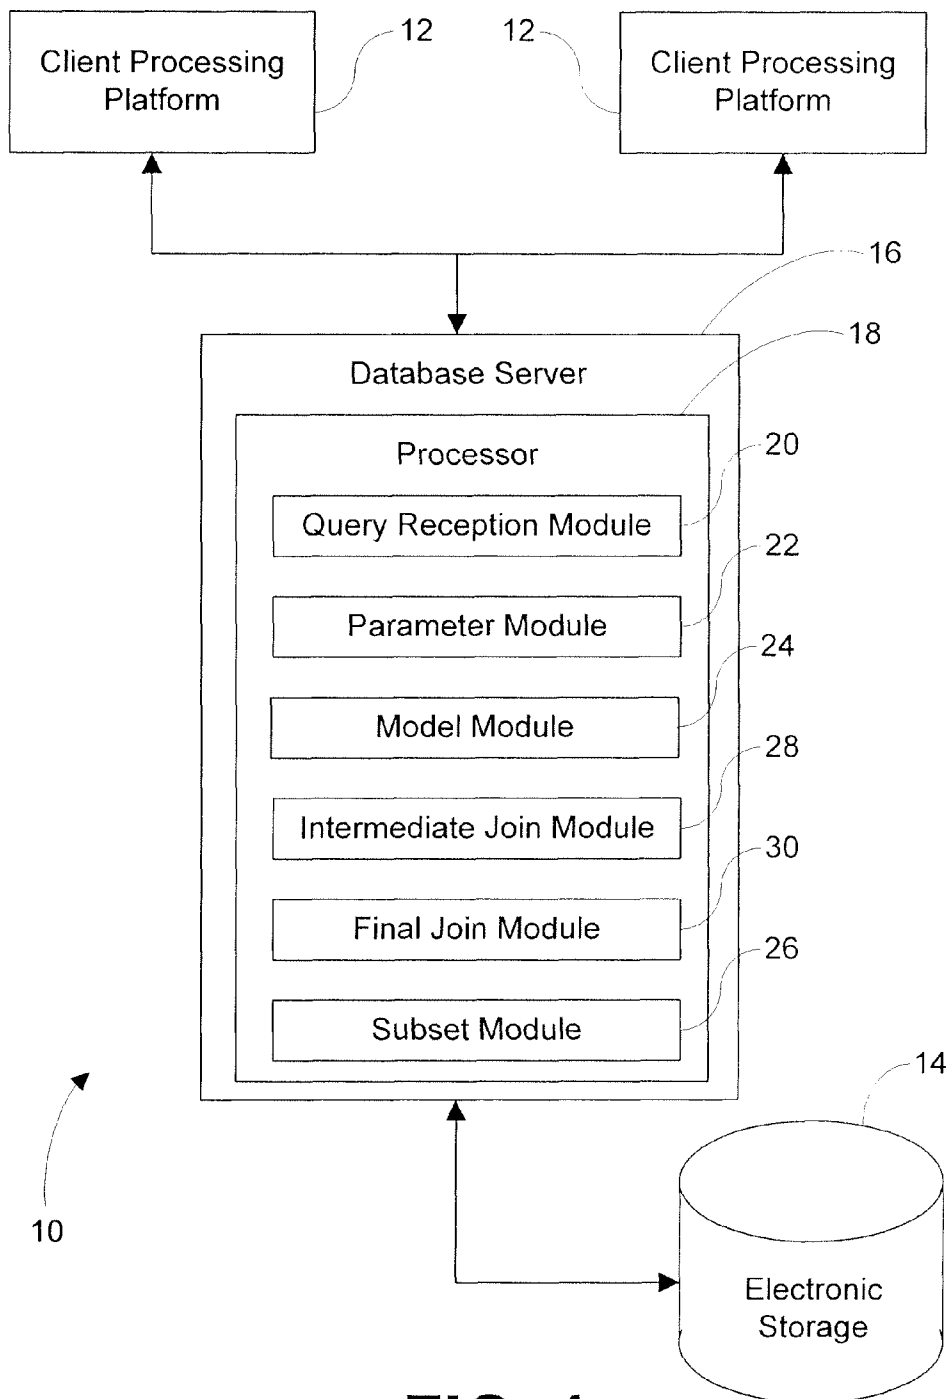 12
12
Client Processing
Platform
Client Processing
Platform
16
18
Database Server
Processor
20
Query Reception Module
22
Parameter Module
24
Model Module
28
Intermediate Join Module
30
Final Join Module
26
Subset Module
14
10
Electronic
Storage